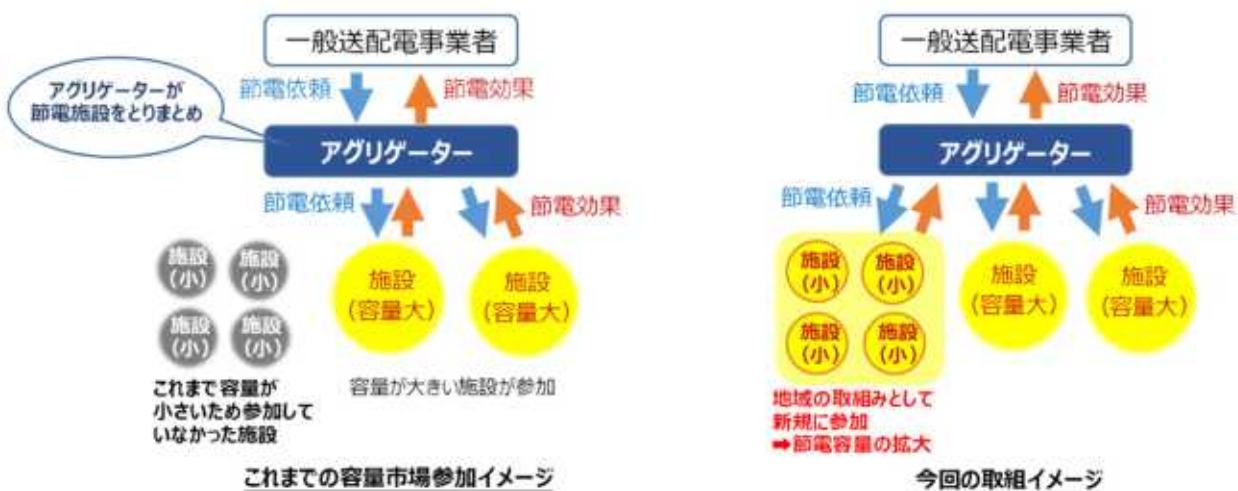 一般送配電事業者
アグリゲーターが
節電施設をとりまとめ
節電依頼
節電効果
アグリゲーター
節電依頼
節電効果
施設
(小)
施設
(小)
施設
(小)
施設
(小)
施設
(容量大)
施設
(容量大)
これまで容量が
小さいため参加して
いなかった施設
容量が大きい施設が参加
これまでの容量市場参加イメージ
一般送配電事業者
節電依頼
節電効果
アグリゲーター
節電依頼
節電効果
施設
(小)
施設
(小)
施設
(小)
施設
(小)
施設
(容量大)
施設
(容量大)
地域の取組みとして
新規に参加
➡節電容量の拡大
今回の取組イメージ